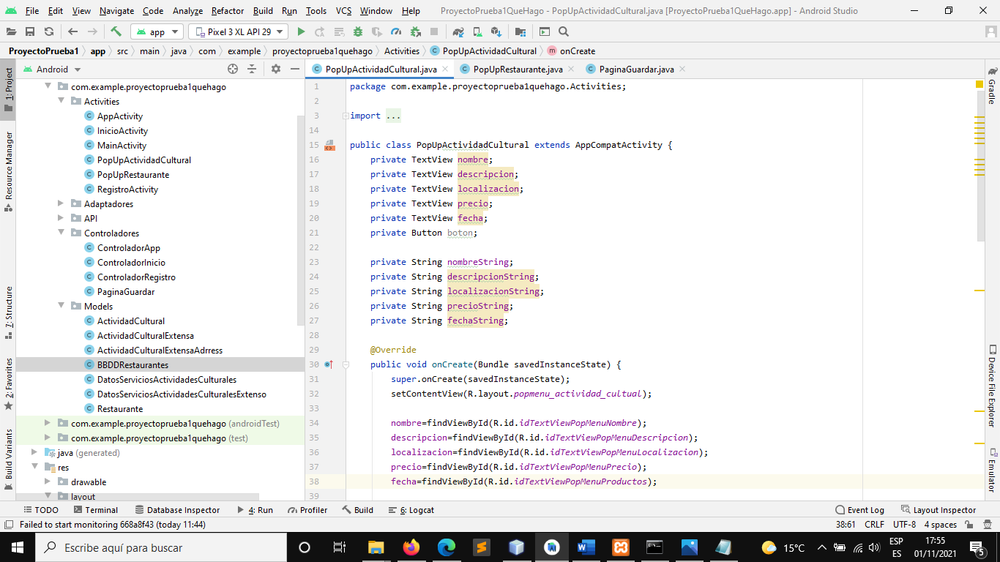 File Edit View Navigate Code Analyze Refactor Build Run Tools VCS Window Help ProyectoPrueba1QueHago - PopUpActividadCultural.java [ProyectoPrueba1QueHago.app] - Android Studio
app Pixel 3 XL API 29
ProyectoPrueba1 app src main java com example proyectoprueba1quehago Activities PopUpActividadCultural onCreate
Android
PopUpActividadCultural.java PopUpRestaurante.java PaginaGuardar.java
1: Project
Resource Manager
7: Structure
2: Favorites
Build Variants
com.example.proyectoprueba1quehago
Activities
AppActivity
InicioActivity
MainActivity
PopUpActividadCultural
PopUpRestaurante
RegistroActivity
Adaptadores
API
Controladores
ControladorApp
ControladorInicio
ControladorRegistro
PaginaGuardar
Models
ActividadCultural
ActividadCulturalExtensa
ActividadCulturalExtensaAdrress
BBDDRestaurantes
DatosServiciosActividadesCulturales
DatosServiciosActividadesCulturalesExtenso
Restaurante
com.example.proyectoprueba1quehago (androidTest)
com.example.proyectoprueba1quehago (test)
java (generated)
res
drawable
layout
1 package com.example.proyectoprueba1quehago.Activities;
2
3 import ...
14
15 public class PopUpActividadCultural extends AppCompatActivity {
16 private TextView nombre;
17 private TextView descripcion;
18 private TextView localizacion;
19 private TextView precio;
20 private TextView fecha;
21 private Button boton;
22
23 private String nombreString;
24 private String descripcionString;
25 private String localizacionString;
26 private String precioString;
27 private String fechaString;
28
29 @Override
30 public void onCreate(Bundle savedInstanceState) {
31 super.onCreate(savedInstanceState);
32 setContentView(R.layout.popmenu_actividad_cultual);
33
34 nombre=findViewById(R.id.idTextViewPopMenuNombre);
35 descripcion=findViewById(R.id.idTextViewPopMenuDescripcion);
36 localizacion=findViewById(R.id.idTextViewPopMenuLocalizacion);
37 precio=findViewById(R.id.idTextViewPopMenuPrecio);
38 fecha=findViewById(R.id.idTextViewPopMenuProductos);
39
Gradle
Device File Explorer
Emulator
TODO Terminal Database Inspector 4: Run Profiler Build 6: Logcat Event Log Layout Inspector
Failed to start monitoring 668a8f43 (today 11:44) 38:61 CRLF UTF-8 4 spaces
Escribe aquí para buscar
15°C
ESP
ES
17:55
01/11/2021
5